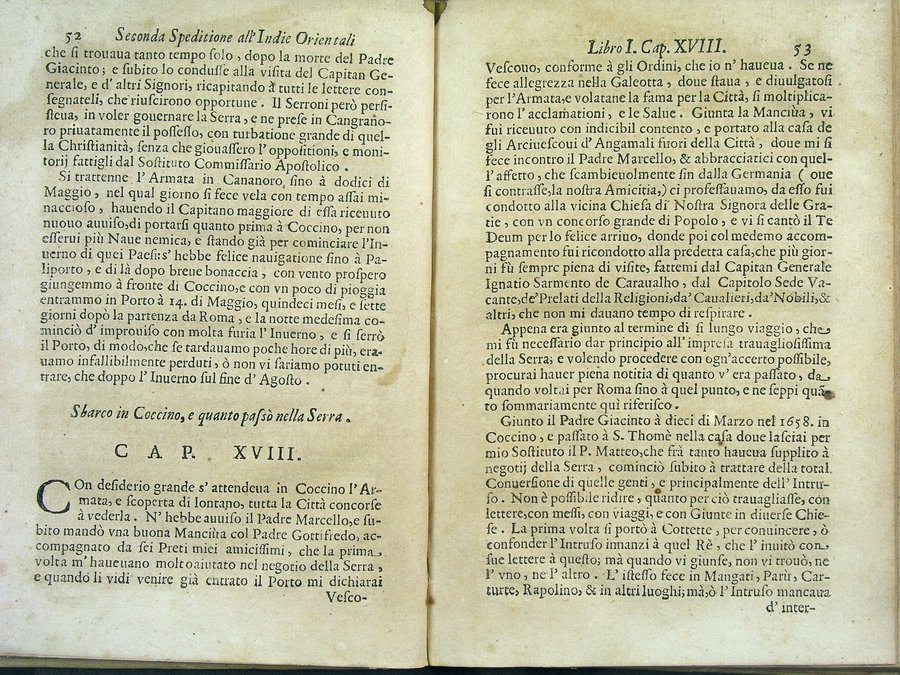 52 Seconda Speditione all'Indie Orientali
che ſi trouaua tanto tempo ſolo, dopo la morte del Padre
Giacinto; e ſubito lo conduſſe alla viſita del Capitan Ge-
nerale, e d'altri Signori, ricapitando à tutti le lettere con-
ſegnateli, che riuſcirono opportune. Il Serroni però perſi-
ſteua, in voler gouernare la Serra, e ne preſe in Cangraño-
ro priuatamente il poſſeſſo, con turbatione grande di quel-
la Chriſtianità, ſenza che giouaſſero l'oppoſitioni, e moni-
torij fattigli dal Soſtituto Commiſſario Apoſtolico.
Si trattenne l'Armata in Cananoro ſino à dodici di
Maggio, nel qual giorno ſi fece vela con tempo aſſai mi-
naccioſo, hauendo il Capitano maggiore di eſſa riceuuto
nuouo auuiſo, di portarſi quanto prima à Coccino, per non
eſſerui più Naue nemica, e ſtando già per cominciare l'In-
uerno di quei Paeſi: s'hebbe felice nauigatione ſino à Pa-
liporto, e di là dopo breue bonaccia, con vento proſpero
giungemmo à fronte di Coccino, e con vn poco di pioggia
entrammo in Porto à 14. di Maggio, quindeci meſi, e ſette
giorni dopò la partenza da Roma, e la notte medeſima co-
minciò d'improuiſo con molta furia l'Inuerno, e ſi ſerrò
il Porto, di modo, che ſe tardauamo poche hore di più, era-
uamo infallibilmente perduti, ò non vi ſariamo potuti en-
trare, che doppo l'Inuerno ſul fine d'Agoſto.
Sbarco in Coccino, e quanto paſsò nella Serra.
CAP. XVIII.
COn deſiderio grande s'attendeua in Coccino l'Ar-
mata, e ſcoperta di lontano, tutta la Città concorſe
à vederla. N'hebbe auuiſo il Padre Marcello, e ſu-
bito mandò vna buona Manciùa col Padre Gottifredo, ac-
compagnato da ſei Preti miei amiciſſimi, che la prima
volta m'haueuano molto aiutato nel negotio della Serra,
e quando li vidi venire già entrato il Porto mi dichiarai
Veſco-
Libro I. Cap. XVIII. 53
Veſcouo, conforme à gli Ordini, che io n'haueua. Se ne
fece allegrezza nella Galeotta, doue ſtaua, e diuulgatoſi
per l'Armata, e volatane la fama per la Città, ſi moltiplica-
rono l'acclamationi, e le Salue. Giunta la Manciùa, vi
fui riceuuto con indicibil contento, e portato alla caſa de
gli Arciueſcoui d'Angamali fuori della Città, doue mi ſi
fece incontro il Padre Marcello, & abbracciatici con quel-
l'affetto, che ſcambieuolmente ſin dalla Germania (oue
ſi contraſſe, la noſtra Amicitia,) ci profeſſauamo, da eſſo fui
condotto alla vicina Chieſa di Noſtra Signora delle Gra-
tie, con vn concorſo grande di Popolo, e vi ſi cantò il Te
Deum per lo felice arriuo, donde poi col medemo accom-
pagnamento fui ricondotto alla predetta caſa; che più gior-
ni fù ſempre piena di viſite, fattemi dal Capitan Generale
Ignatio Sarmento de Caraualho, dal Capitolo Sede Va-
cante, de' Prelati della Religioni, da' Caualieri, da' Nobili, &
altri, che non mi dauano tempo di reſpirare.
Appena era giunto al termine di ſi lungo viaggio, che
mi fù neceſſario dar principio all'impreſa trauaglioſiſſima
della Serra; e volendo procedere con ogn'accerto poſſibile,
procurai hauer piena notitia di quanto v'era paſſato, da
quando voltai per Roma ſino à quel punto, e ne ſeppi quã-
to ſommariamente quì riferiſco.
Giunto il Padre Giacinto à dieci di Marzo nel 1658. in
Coccino, e paſſato à S. Thomè nella caſa doue laſciai per
mio Soſtituto il P. Matteo, che frà tanto haueua ſupplito à
negotij della Serra, cominciò ſubito à trattare della total
Conuerſione di quelle genti, e principalmente dell'Intru-
ſo. Non è poſſibile ridire, quanto per ciò trauagliaſſe, con
lettere, con meſſi, con viaggi, e con Giunte in diuerſe Chie-
ſe. La prima volta ſi portò à Cottette, per conuincere, ò
confonder l'Intruſo innanzi à quel Rè, che l'inuitò con
ſue lettere à queſto; mà quando vi giunſe, non vi trouò, ne
l'vno, ne l'altro. L'iſteſſo fece in Mangati, Parù, Car-
turte, Rapolino, & in altri luoghi; mà, ò l'Intruſo mancaua
d'inter-